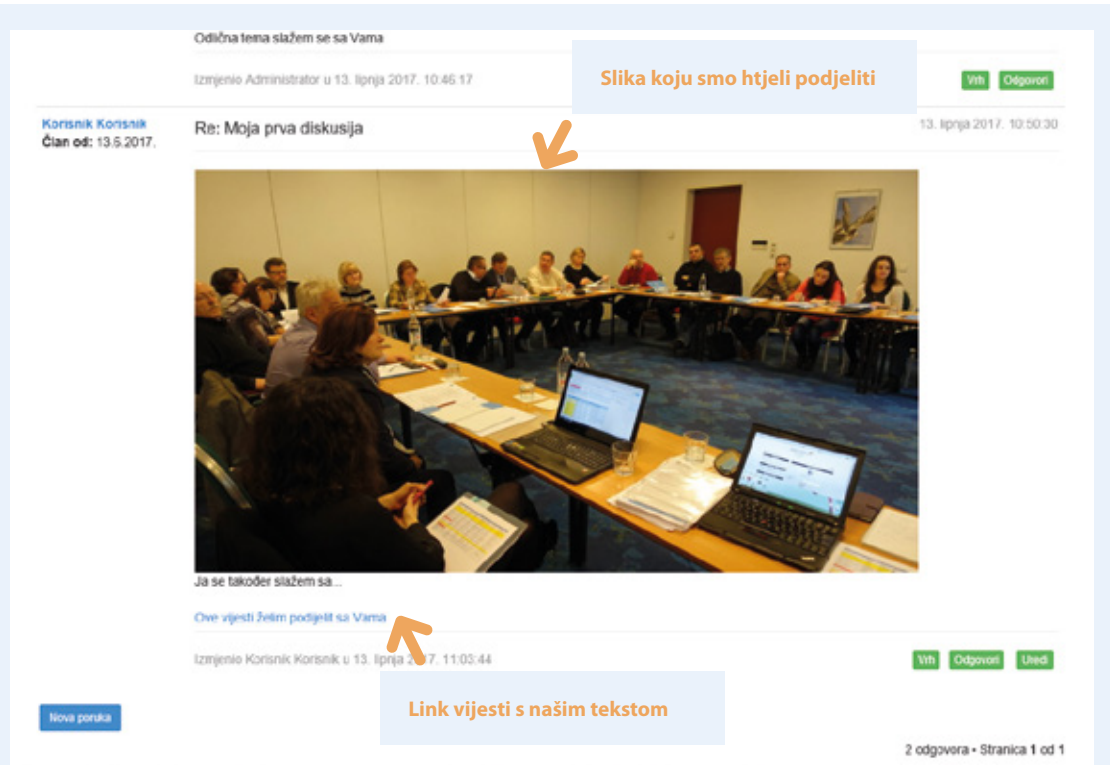 Odlična tema slažem se sa Vama
Izmjenio Administrator u 13. lipnja 2017. 10:46:17
Slika koju smo htjeli podjeliti
Vrh Odgovori
Korisnik Korisnik
Član od: 13.6.2017.
Re: Moja prva diskusija
13. lipnja 2017. 10:50:30
Ja se također slažem sa...
Ove vijesti želim podijelit sa Vama
Izmjenio Korisnik Korisnik u 13. lipnja 2017. 11:03:44
Vrh Odgovori Uredi
Link vijesti s našim tekstom
Nova poruka
2 odgovora • Stranica 1 od 1